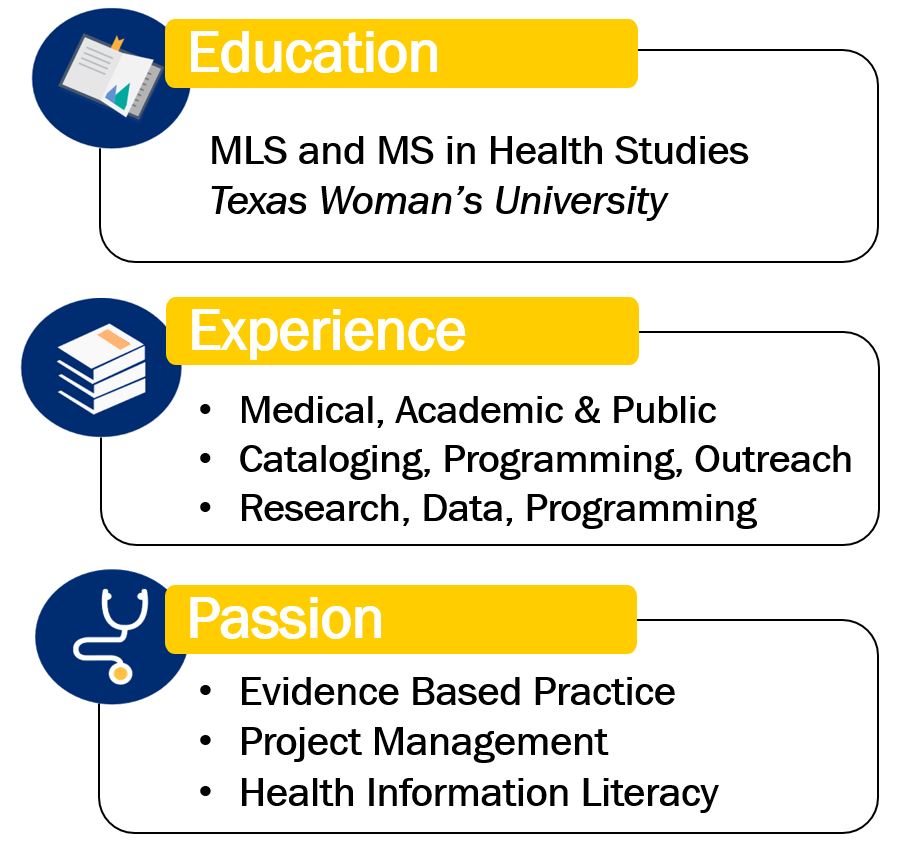 Education
MLS and MS in Health Studies
Texas Woman's University
Experience
• Medical, Academic & Public
• Cataloging, Programming, Outreach
• Research, Data, Programming
Passion
• Evidence Based Practice
• Project Management
• Health Information Literacy